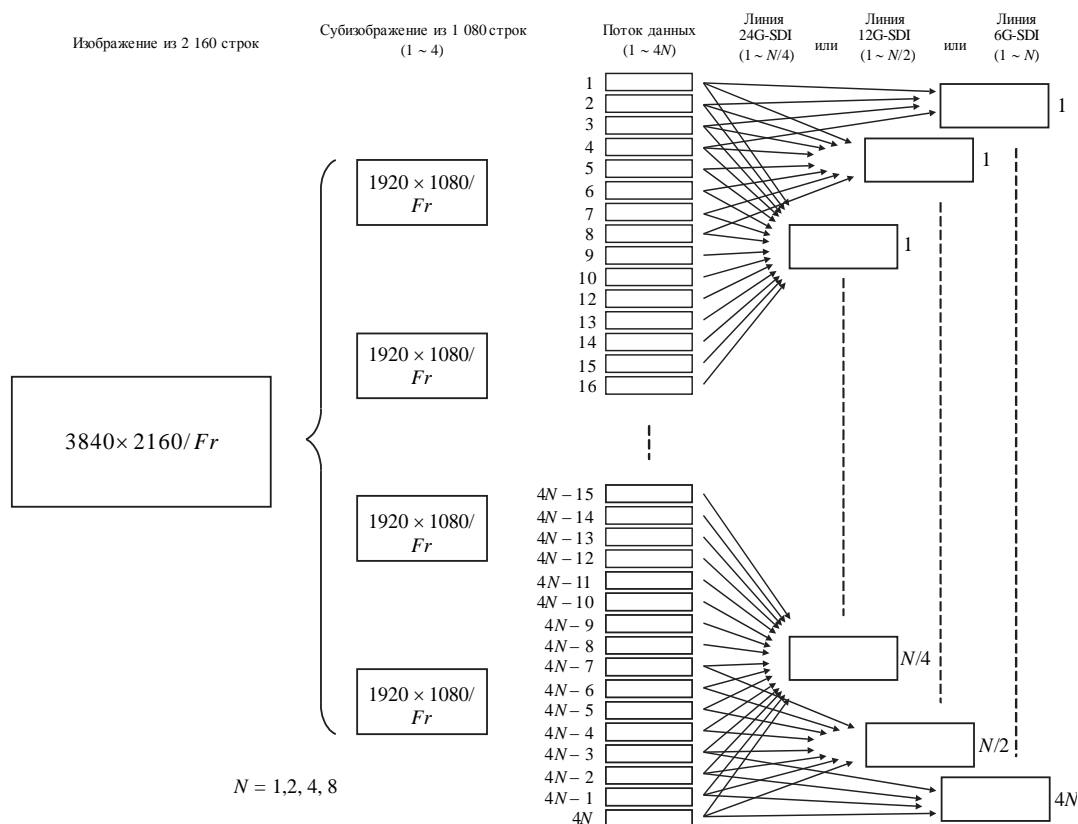 Изображение из 2 160 строк
Субизображение из 1 080 строк
(1 ~ 4)
Поток данных
(1 ~ 4N)
Линия
24G-SDI
(1 ~ N/4)
или
Линия
12G-SDI
(1 ~ N/2)
или
Линия
6G-SDI
(1 ~ N)
3840 × 2160/ Fr
1920 × 1080/
Fr
1920 × 1080/
Fr
1920 × 1080/
Fr
1920 × 1080/
Fr
N = 1,2, 4, 8
1
2
3
4
5
6
7
8
9
10
12
13
14
15
16
4N – 15
4N – 14
4N – 13
4N – 12
4N – 11
4N – 10
4N – 9
4N – 8
4N – 7
4N – 6
4N – 5
4N – 4
4N – 3
4N – 2
4N – 1
4N
1
1
1
N/4
N/2
4N